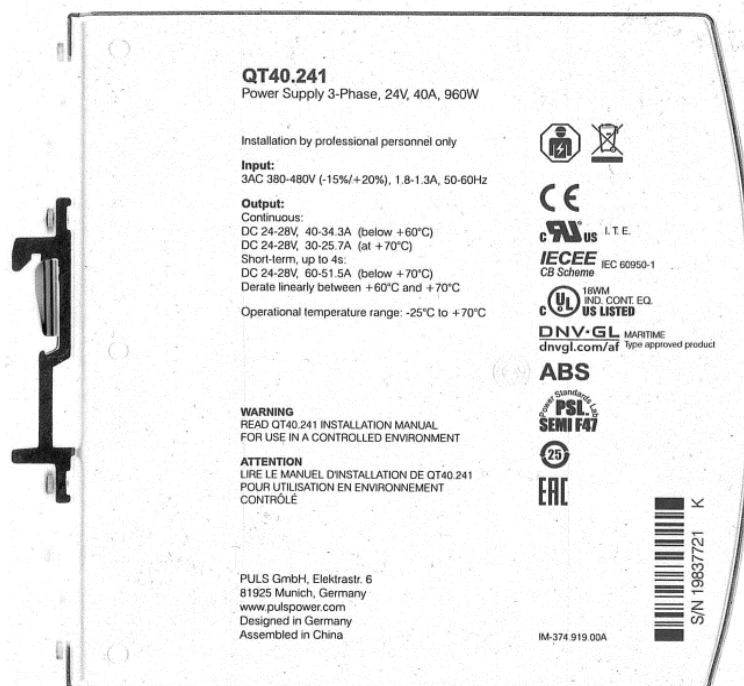 QT40.241
Power Supply 3-Phase, 24V, 40A, 960W
Installation by professional personnel only
Input:
3AC 380-480V (-15%/+20%), 1.8-1.3A, 50-60Hz
Output:
Continuous:
DC 24-28V, 40-34.3A (below +60°C)
DC 24-28V, 30-25.7A (at +70°C)
Short-term, up to 4s:
DC 24-28V, 60-51.5A (below +70°C)
Derate linearly between +60°C and +70°C
Operational temperature range: -25°C to +70°C
WARNING
READ QT40.241 INSTALLATION MANUAL
FOR USE IN A CONTROLLED ENVIRONMENT
ATTENTION
LIRE LE MANUEL D'INSTALLATION DE QT40.241
POUR UTILISATION EN ENVIRONNEMENT
CONTRÔLÉ
PULS GmbH, Elektrastr. 6
81925 Munich, Germany
www.pulspower.com
Designed in Germany
Assembled in China
CE
c RU US I.T.E.
IECEE IEC 60950-1
CB Scheme
18WM
IND. CONT. EQ.
c UL US LISTED
DNV·GL MARITIME
dnvgl.com/af Type approved product
ABS
Power Standards Lab
PSL
SEMI F47
25
EAC
IM-374.919.00A
S/N 19837721 K